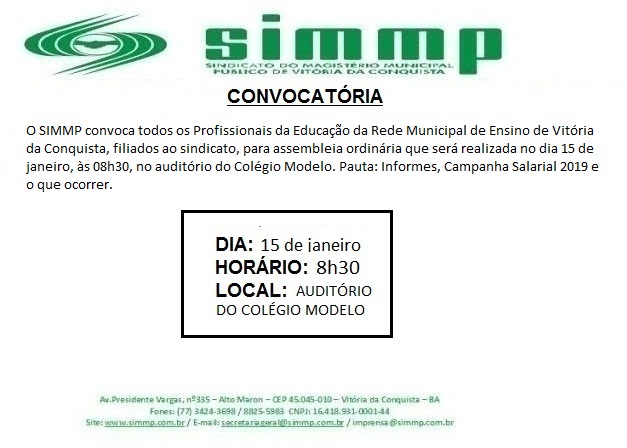 simmp
SINDICATO DO MAGISTÉRIO MUNICIPAL
PÚBLICO DE VITÓRIA DA CONQUISTA
CONVOCATÓRIA
O SIMMP convoca todos os Profissionais da Educação da Rede Municipal de Ensino de Vitória
da Conquista, filiados ao sindicato, para assembleia ordinária que será realizada no dia 15 de
janeiro, às 08h30, no auditório do Colégio Modelo. Pauta: Informes, Campanha Salarial 2019 e
o que ocorrer.
DIA: 15 de janeiro
HORÁRIO: 8h30
LOCAL: AUDITÓRIO
DO COLÉGIO MODELO
Av.Presidente Vargas, nº335 – Alto Maron – CEP 45.045-010 – Vitória da Conquista – BA
Fones: (77) 3424-3698 / 8825-5983 CNPJ: 16.418.931-0001-44
Site: www.simmp.com.br / E-mail: secretariageral@simmp.com.br / imprensa@simmp.com.br